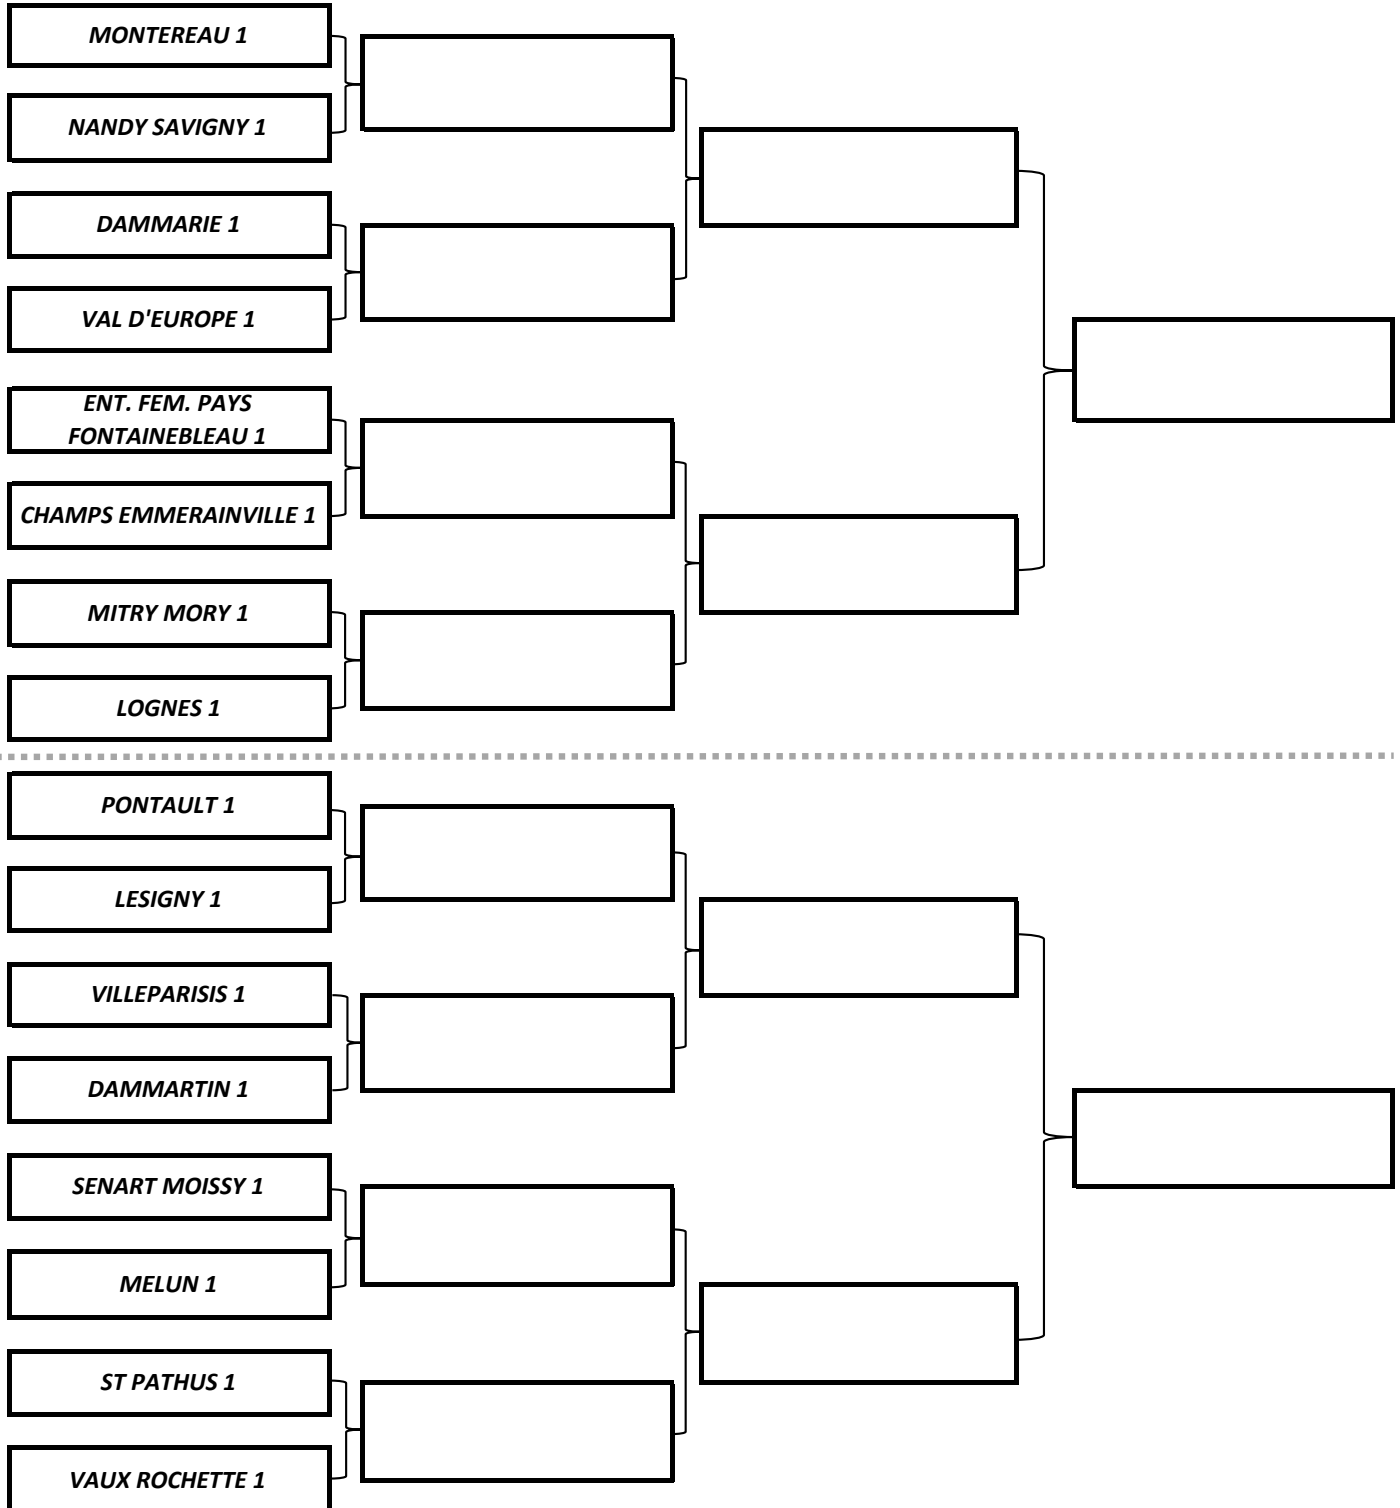 MONTEREAU 1
NANDY SAVIGNY 1
DAMMARIE 1
VAL D'EUROPE 1
ENT. FEM. PAYS
FONTAINEBLEAU 1
CHAMPS EMMERAINVILLE 1
MITRY MORY 1
LOGNES 1
PONTAULT 1
LESIGNY 1
VILLEPARISIS 1
DAMMARTIN 1
SENART MOISSY 1
MELUN 1
ST PATHUS 1
VAUX ROCHETTE 1